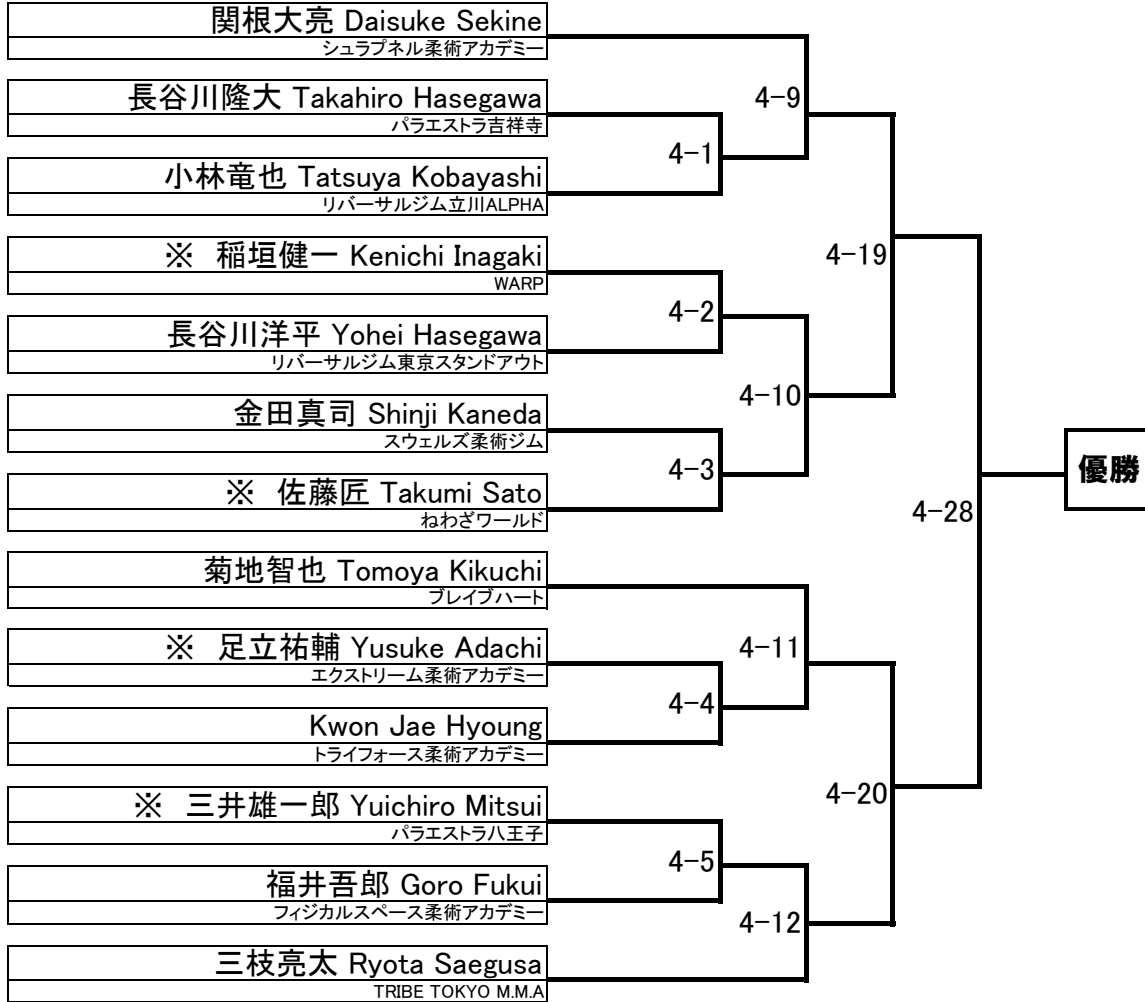 関根大亮 Daisuke Sekine
シュラプネル柔術アカデミー
長谷川隆大 Takahiro Hasegawa
パラエストラ吉祥寺
小林竜也 Tatsuya Kobayashi
リバーサルジム立川ALPHA
※ 稲垣健一 Kenichi Inagaki
WARP
長谷川洋平 Yohei Hasegawa
リバーサルジム東京スタンドアウト
金田真司 Shinji Kaneda
スウェルズ柔術ジム
※ 佐藤匠 Takumi Sato
ねわざワールド
菊地智也 Tomoya Kikuchi
ブレイブハート
※ 足立祐輔 Yusuke Adachi
エクストリーム柔術アカデミー
Kwon Jae Hyoung
トライフォース柔術アカデミー
※ 三井雄一郎 Yuichiro Mitsui
パラエストラ八王子
福井吾郎 Goro Fukui
フィジカルスペース柔術アカデミー
三枝亮太 Ryota Saegusa
TRIBE TOKYO M.M.A
4-1
4-2
4-3
4-4
4-5
4-9
4-10
4-11
4-12
4-19
4-20
4-28
優勝